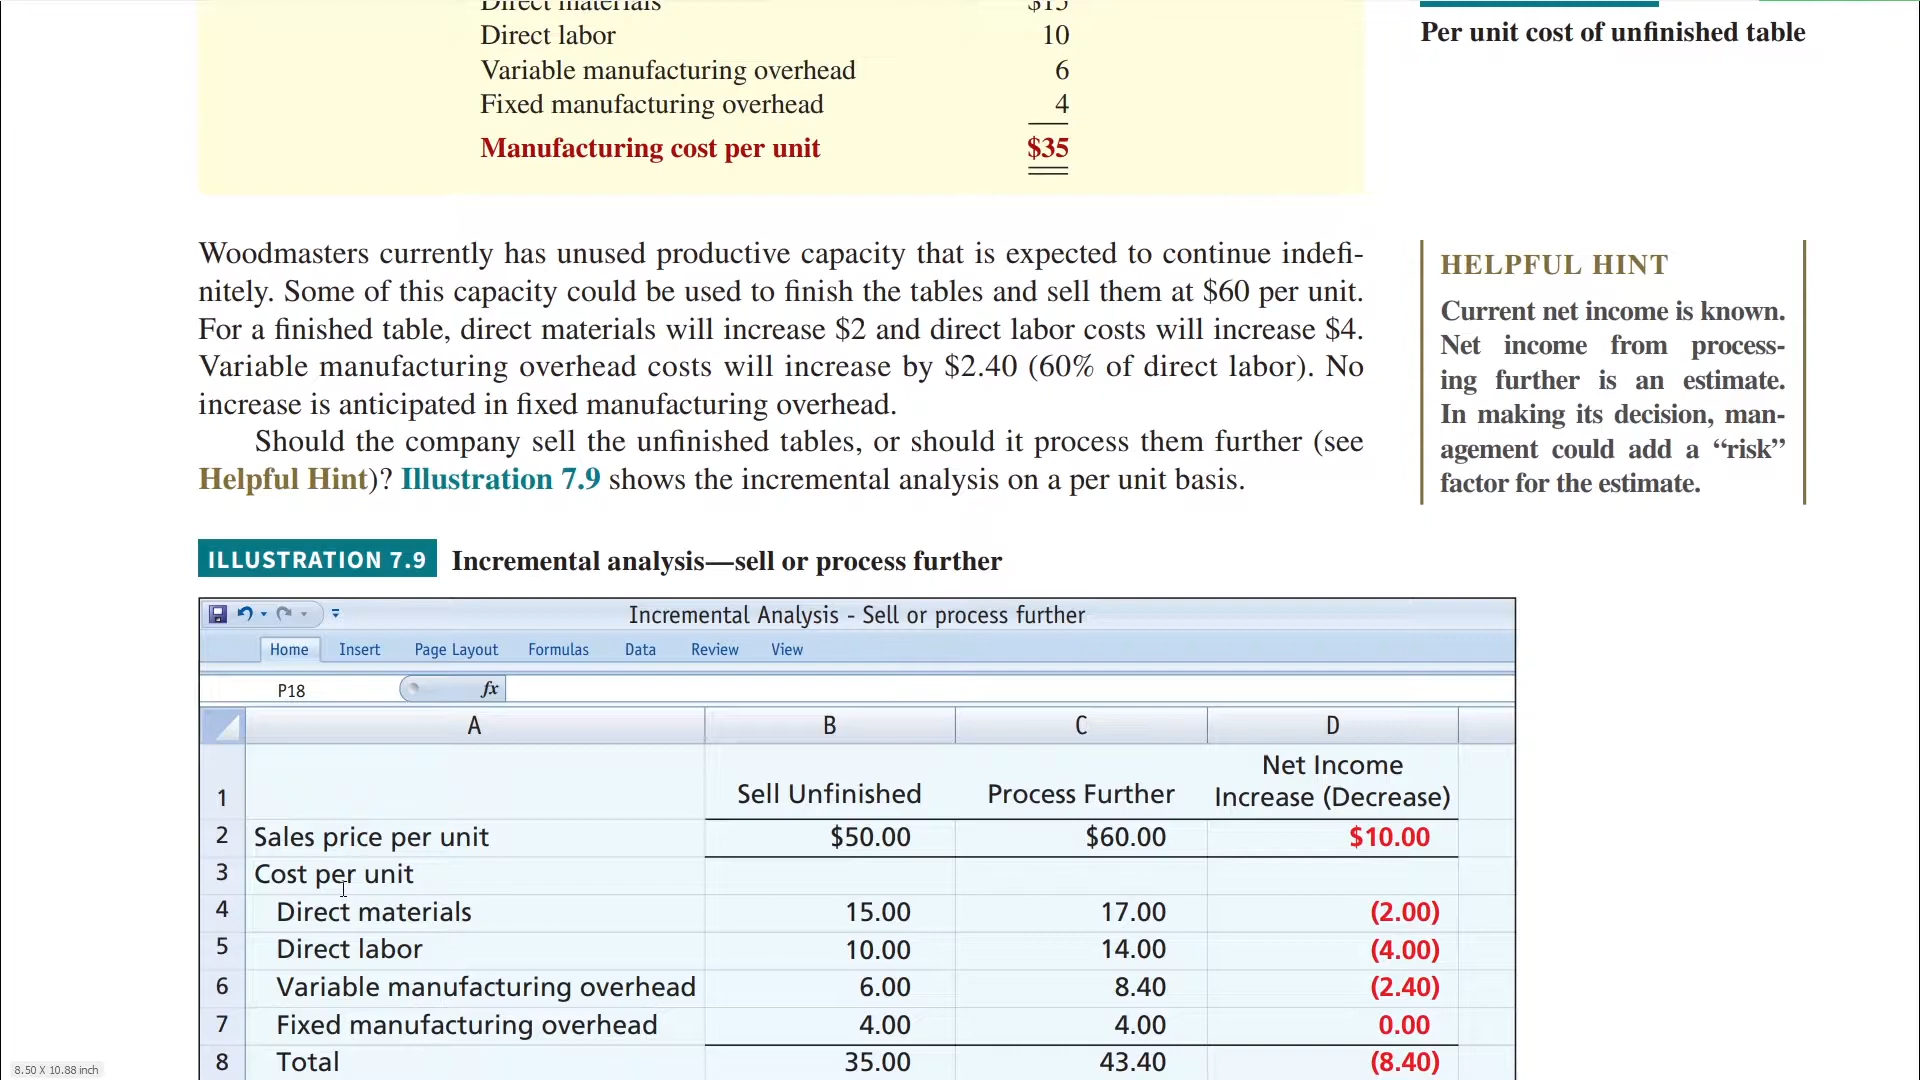 Direct materials $15
Direct labor 10
Variable manufacturing overhead 6
Fixed manufacturing overhead 4
Manufacturing cost per unit $35
Per unit cost of unfinished table
Woodmasters currently has unused productive capacity that is expected to continue indefi-
nitely. Some of this capacity could be used to finish the tables and sell them at $60 per unit.
For a finished table, direct materials will increase $2 and direct labor costs will increase $4.
Variable manufacturing overhead costs will increase by $2.40 (60% of direct labor). No
increase is anticipated in fixed manufacturing overhead.
Should the company sell the unfinished tables, or should it process them further (see
Helpful Hint)? Illustration 7.9 shows the incremental analysis on a per unit basis.
HELPFUL HINT
Current net income is known.
Net income from process-
ing further is an estimate.
In making its decision, man-
agement could add a “risk”
factor for the estimate.
ILLUSTRATION 7.9 Incremental analysis—sell or process further
Incremental Analysis - Sell or process further
Home Insert Page Layout Formulas Data Review View
P18 fx
A B C D
Net Income
1 Sell Unfinished Process Further Increase (Decrease)
2 Sales price per unit $50.00 $60.00 $10.00
3 Cost per unit
4 Direct materials 15.00 17.00 (2.00)
5 Direct labor 10.00 14.00 (4.00)
6 Variable manufacturing overhead 6.00 8.40 (2.40)
7 Fixed manufacturing overhead 4.00 4.00 0.00
8 Total 35.00 43.40 (8.40)
8.50 X 10.88 inch